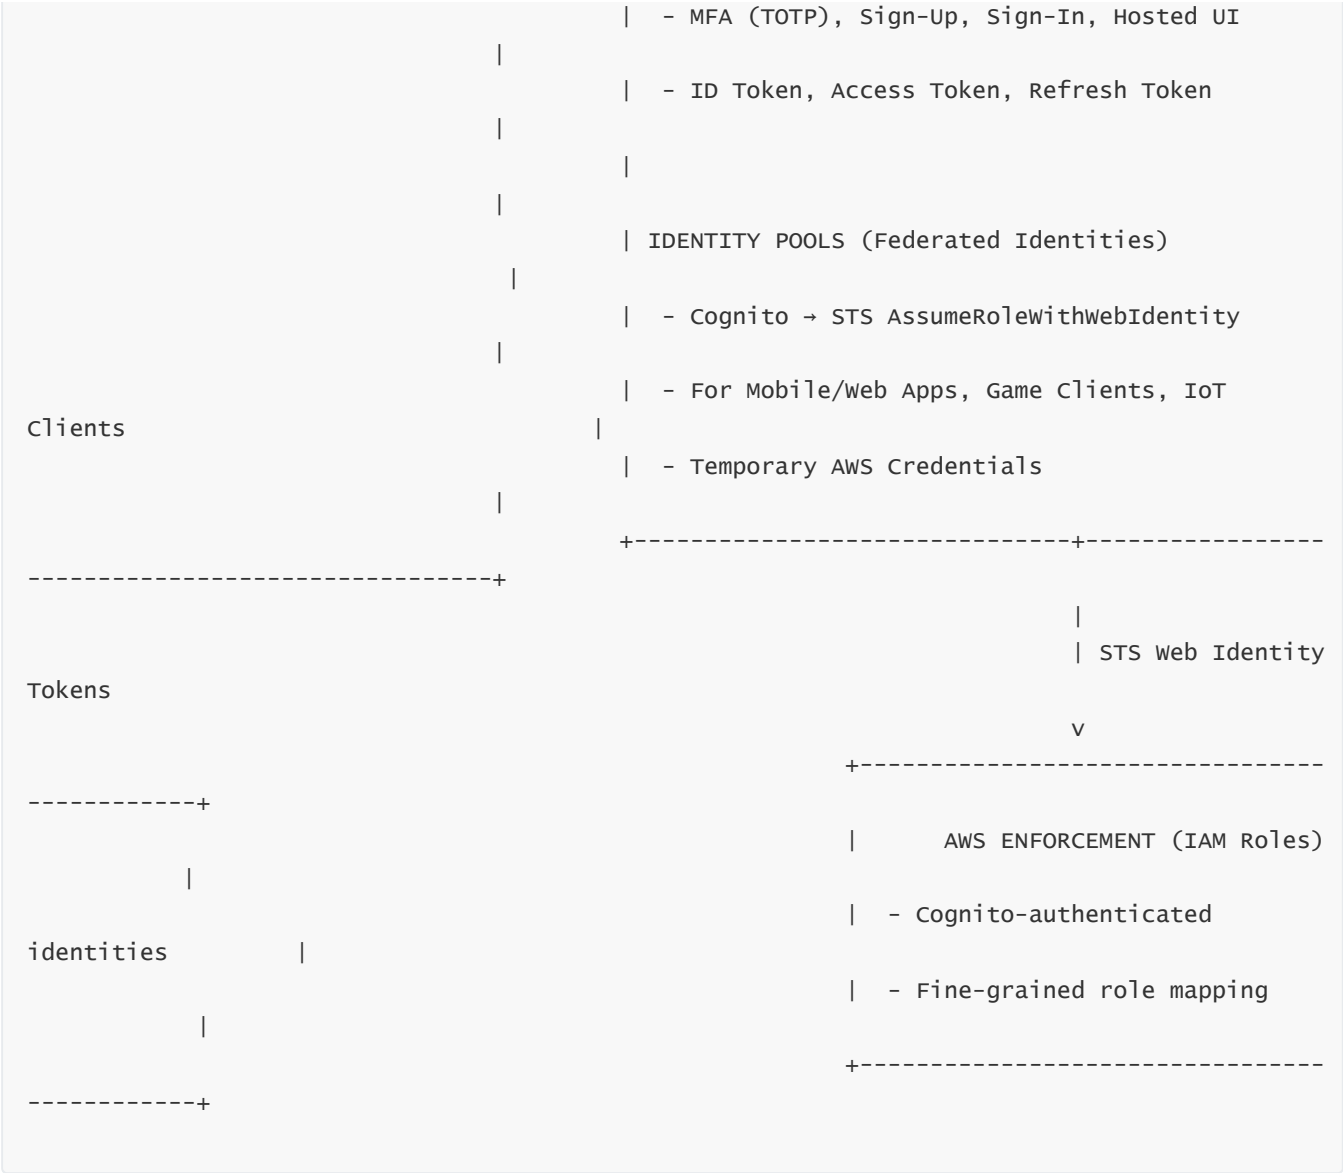 |  - MFA (TOTP), Sign-Up, Sign-In, Hosted UI
|
|  - ID Token, Access Token, Refresh Token
|
|
|
| IDENTITY POOLS (Federated Identities)
|
|  - Cognito → STS AssumeRoleWithWebIdentity
|
|  - For Mobile/Web Apps, Game Clients, IoT
Clients                                 |
|  - Temporary AWS Credentials
|
+-------------------------------+-----------------
---------------------------------+
|
| STS Web Identity
Tokens
v
+---------------------------------
------------+
|      AWS ENFORCEMENT (IAM Roles)
|
|  - Cognito-authenticated
identities         |
|  - Fine-grained role mapping
|
+---------------------------------
------------+